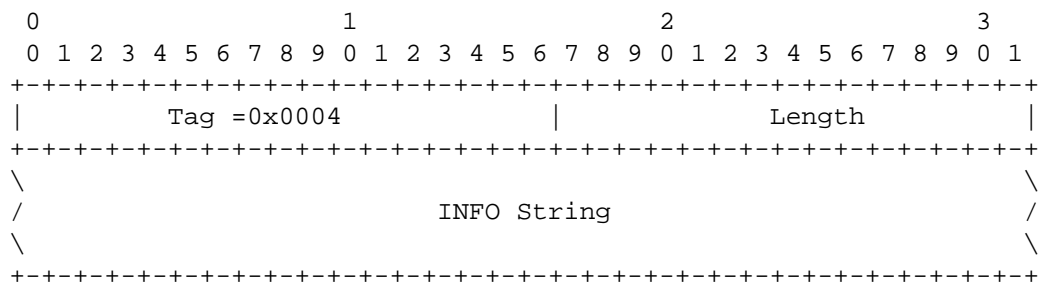 0                   1                   2                   3
 0 1 2 3 4 5 6 7 8 9 0 1 2 3 4 5 6 7 8 9 0 1 2 3 4 5 6 7 8 9 0 1
+-+-+-+-+-+-+-+-+-+-+-+-+-+-+-+-+-+-+-+-+-+-+-+-+-+-+-+-+-+-+-+-+
|         Tag =0x0004             |             Length          |
+-+-+-+-+-+-+-+-+-+-+-+-+-+-+-+-+-+-+-+-+-+-+-+-+-+-+-+-+-+-+-+-+
\                                                               \
/                          INFO String                          /
\                                                               \
+-+-+-+-+-+-+-+-+-+-+-+-+-+-+-+-+-+-+-+-+-+-+-+-+-+-+-+-+-+-+-+-+